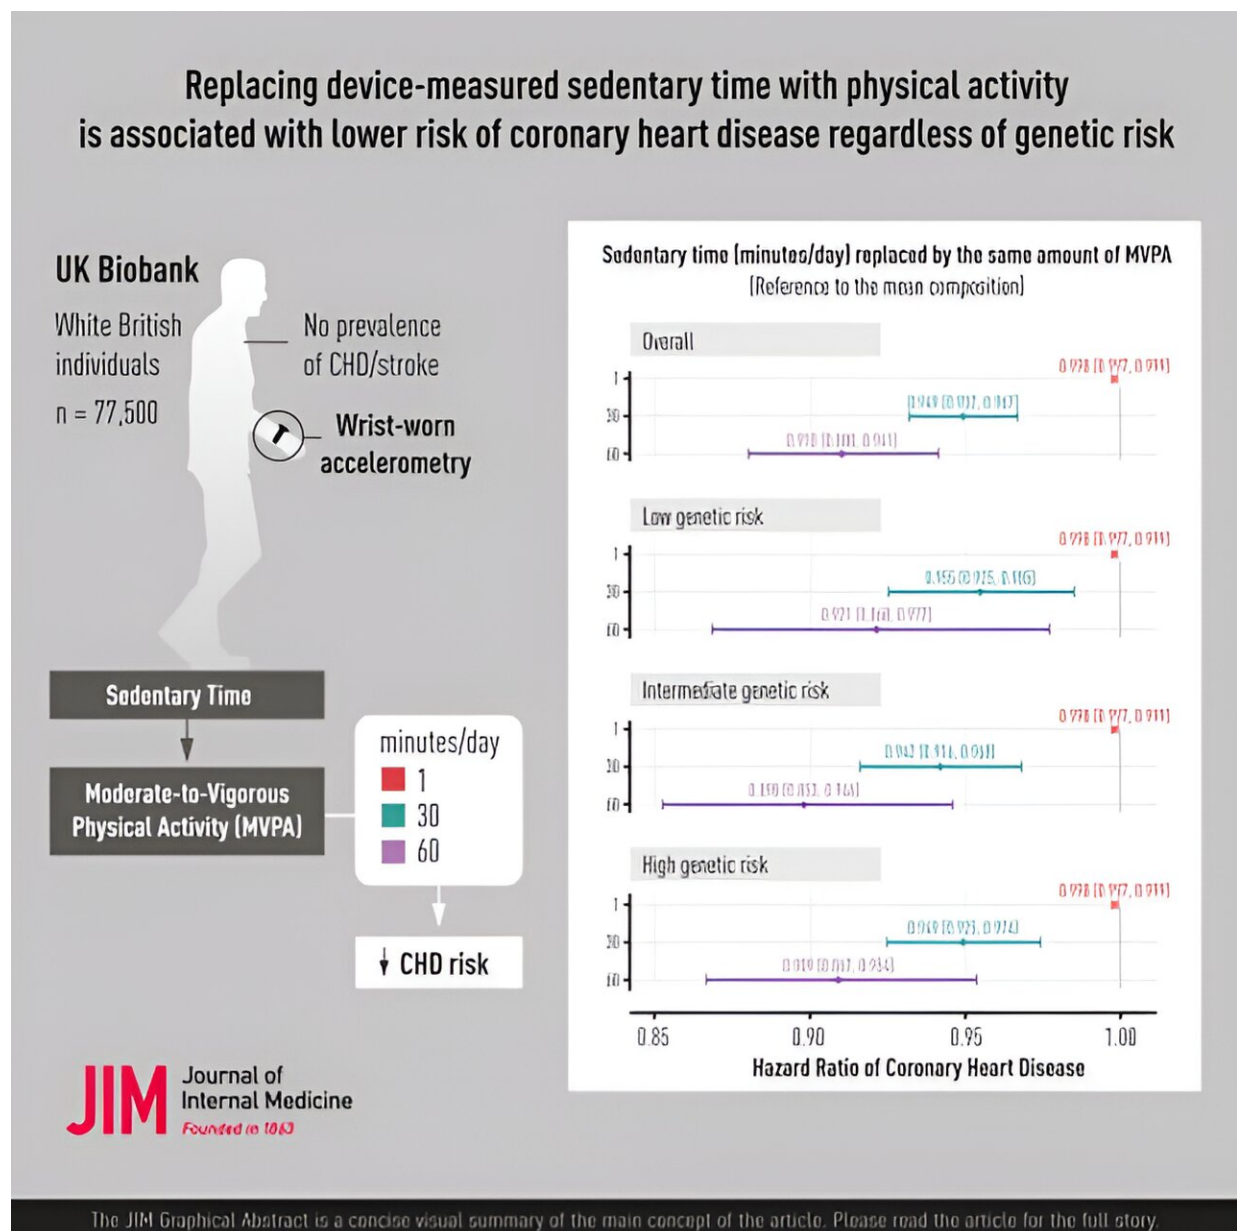 Replacing device-measured sedentary time with physical activity
is associated with lower risk of coronary heart disease regardless of genetic risk
UK Biobank
White British
individuals
n = 77,500
No prevalence
of CHD/stroke
Wrist-worn
accelerometry
Sedentary Time
Moderate-to-Vigorous
Physical Activity (MVPA)
minutes/day
1
30
60
CHD risk
Sedentary time (minutes/day) replaced by the same amount of MVPA
(Reference to the mean composition)
Overall
1
30
60
Low genetic risk
1
30
60
Intermediate genetic risk
1
30
60
High genetic risk
1
30
60
0.85 0.90 0.95 1.00
Hazard Ratio of Coronary Heart Disease
JIM
Journal of
Internal Medicine
Founded in
The JIM Graphical Abstract is a concise visual summary of the main concept of the article. Please read the article for the full story.